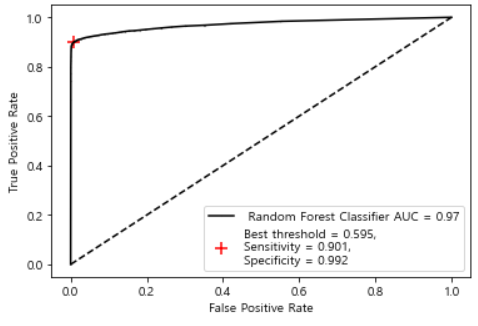 1.0
0.8
0.6
0.4
0.2
0.0
True Positive Rate
Random Forest Classifier AUC = 0.97
Best threshold = 0.595,
Sensitivity = 0.901,
Specificity = 0.992
0.0 0.2 0.4 0.6 0.8 1.0
False Positive Rate